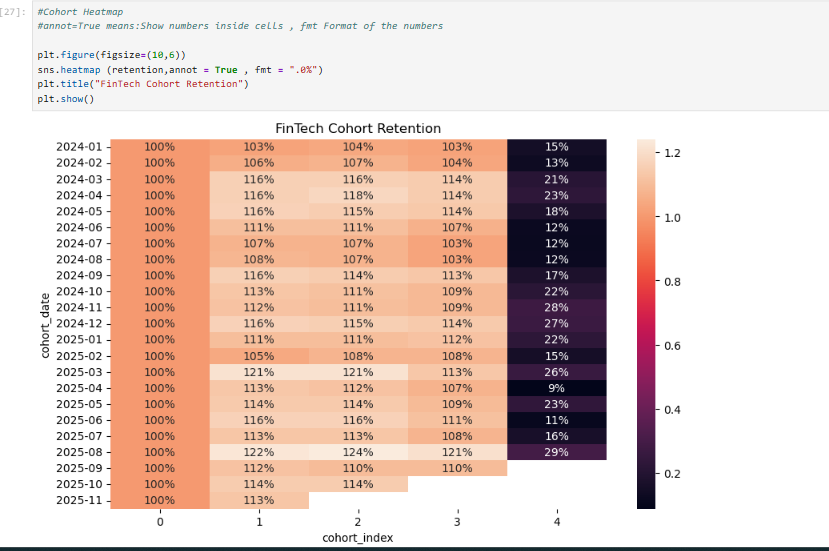 [27]:
#Cohort Heatmap
#annot=True means:Show numbers inside cells , fmt Format of the numbers
plt.figure(figsize=(10,6))
sns.heatmap (retention,annot = True , fmt = ".0%")
plt.title("FinTech Cohort Retention")
plt.show()
FinTech Cohort Retention
2024-01 100% 103% 104% 103% 15%
2024-02 100% 106% 107% 104% 13%
2024-03 100% 116% 116% 114% 21%
2024-04 100% 116% 118% 114% 23%
2024-05 100% 116% 115% 114% 18%
2024-06 100% 111% 111% 107% 12%
2024-07 100% 107% 107% 103% 12%
2024-08 100% 108% 107% 103% 12%
2024-09 100% 116% 114% 113% 17%
2024-10 100% 113% 111% 109% 22%
2024-11 100% 112% 111% 109% 28%
2024-12 100% 116% 115% 114% 27%
2025-01 100% 111% 111% 112% 22%
2025-02 100% 105% 108% 108% 15%
2025-03 100% 121% 121% 113% 26%
2025-04 100% 113% 112% 107% 9%
2025-05 100% 114% 114% 109% 23%
2025-06 100% 116% 116% 111% 11%
2025-07 100% 113% 113% 108% 16%
2025-08 100% 122% 124% 121% 29%
2025-09 100% 112% 110% 110%
2025-10 100% 114% 114%
2025-11 100% 113%
0 1 2 3 4
cohort_index
cohort_date
1.2
1.0
0.8
0.6
0.4
0.2